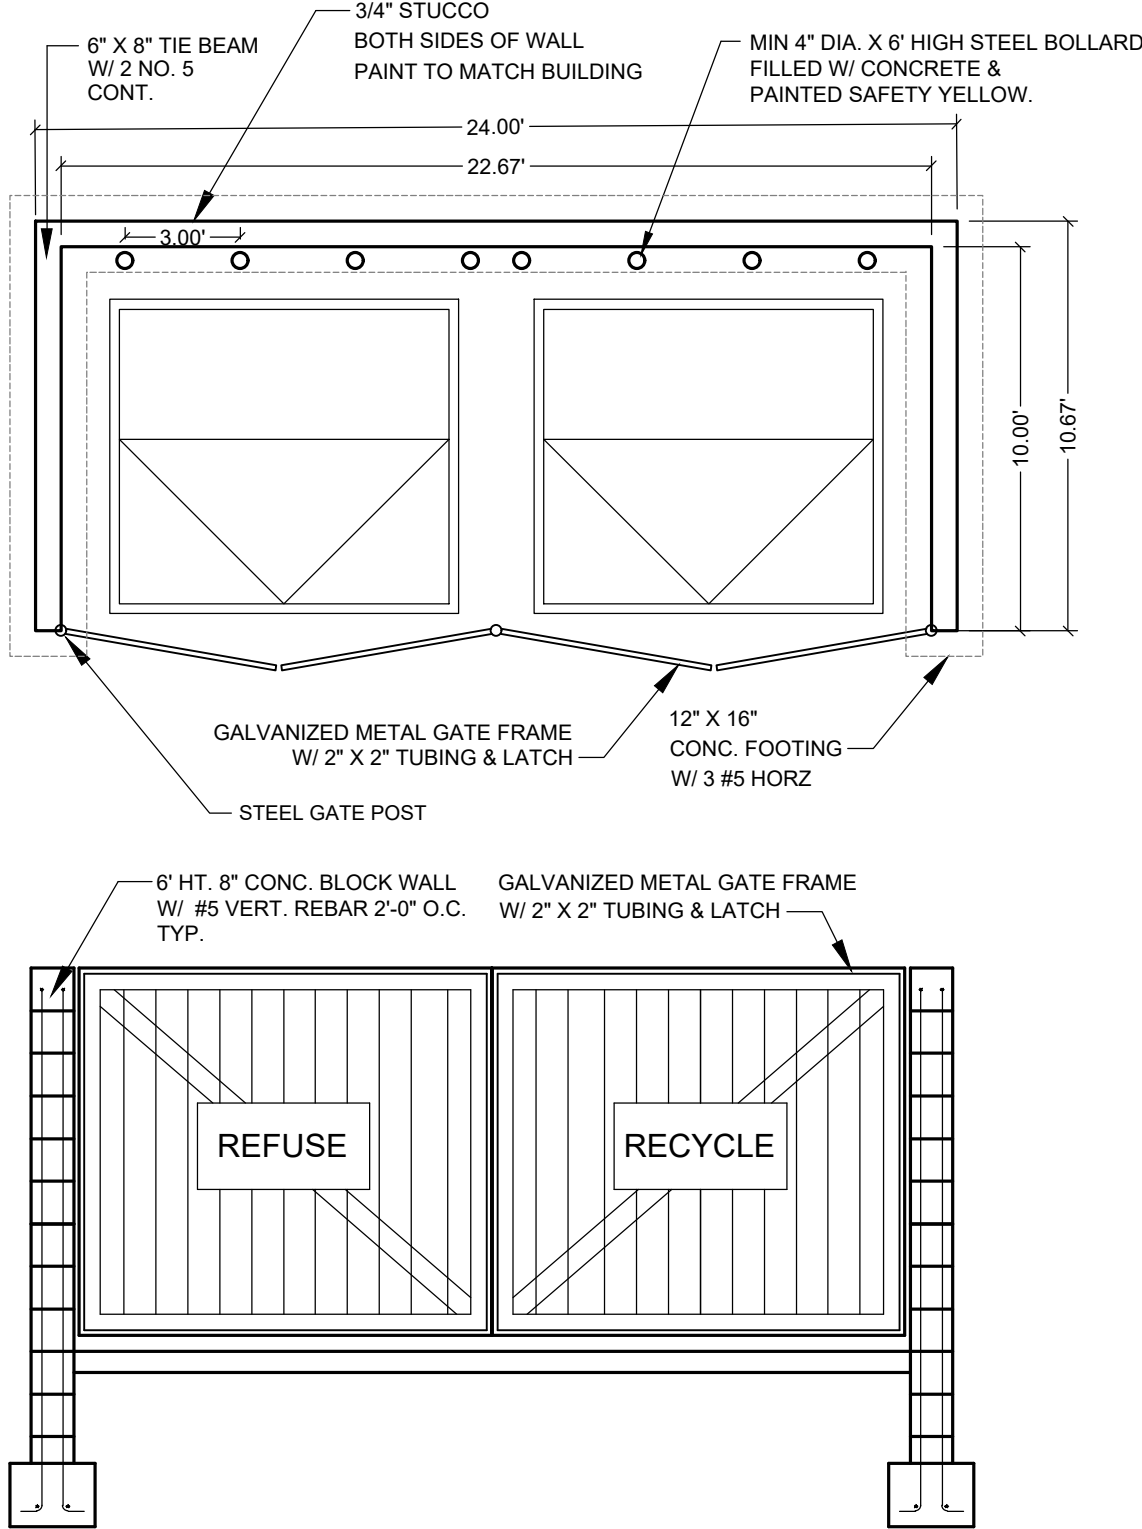 3/4" STUCCO
BOTH SIDES OF WALL
PAINT TO MATCH BUILDING
6" X 8" TIE BEAM
W/ 2 NO. 5
CONT.
MIN 4" DIA. X 6' HIGH STEEL BOLLARD
FILLED W/ CONCRETE &
PAINTED SAFETY YELLOW.
24.00'
22.67'
3.00'
10.00'
10.67'
GALVANIZED METAL GATE FRAME
W/ 2" X 2" TUBING & LATCH
12" X 16"
CONC. FOOTING
W/ 3 #5 HORZ
STEEL GATE POST
6' HT. 8" CONC. BLOCK WALL
W/ #5 VERT. REBAR 2'-0" O.C.
TYP.
GALVANIZED METAL GATE FRAME
W/ 2" X 2" TUBING & LATCH
REFUSE
RECYCLE